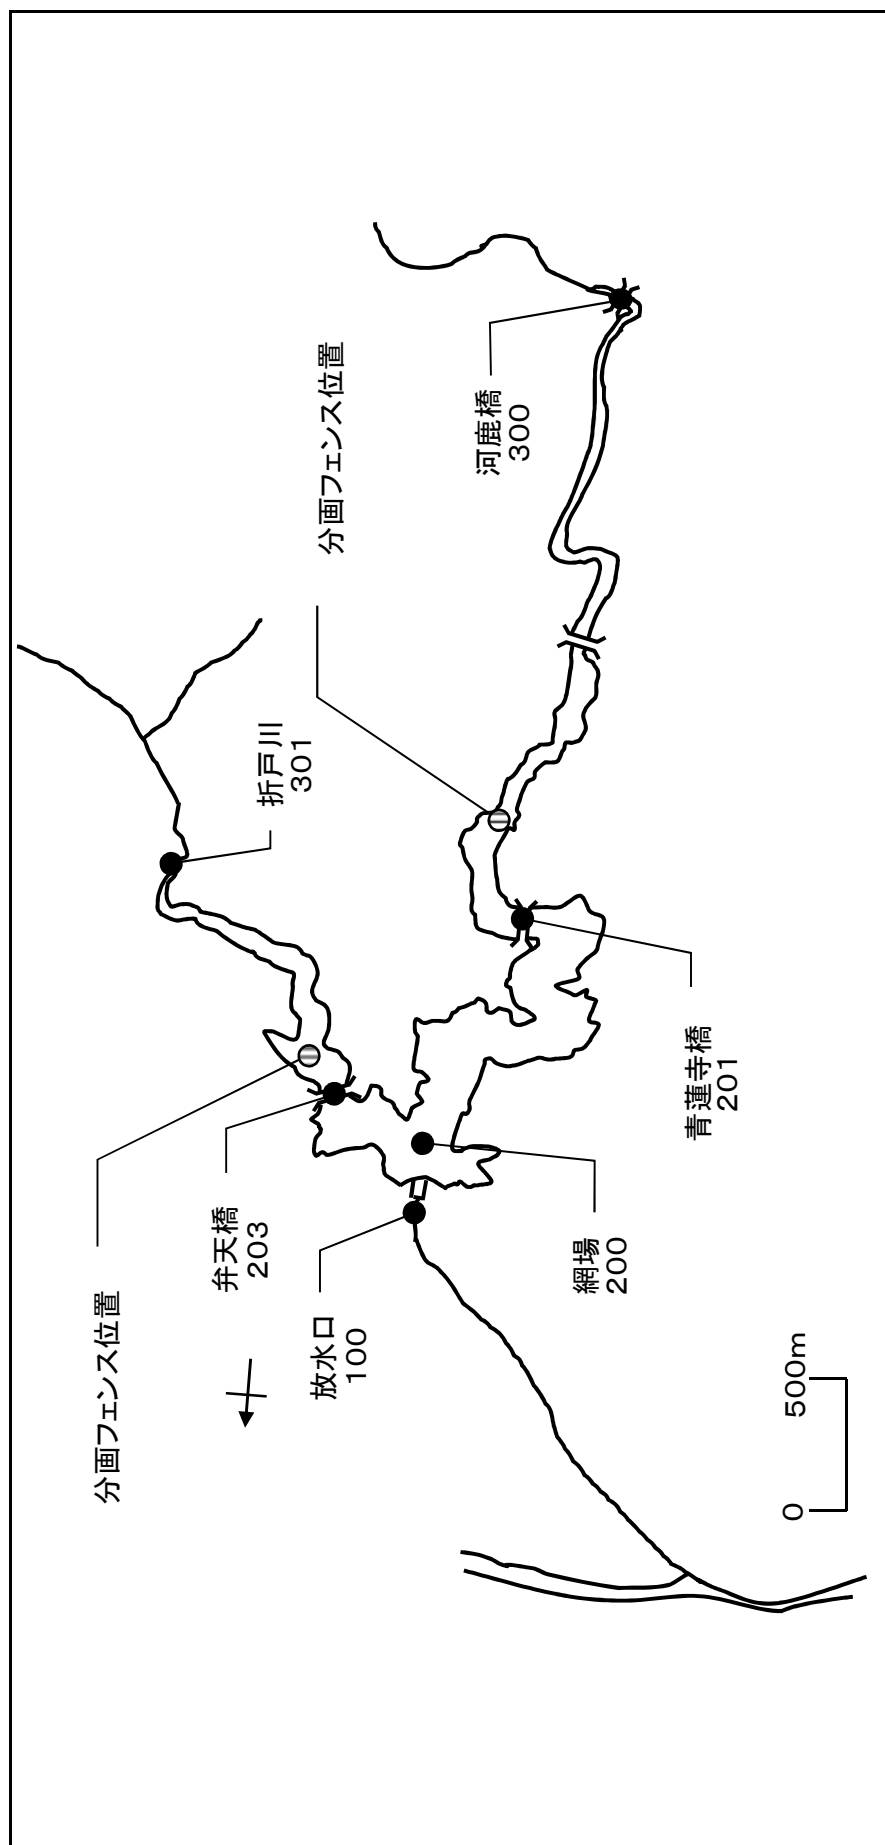 分画フェンス位置
弁天橋
203
放水口
100
網場
200
青蓮寺橋
201
折戸川
301
分画フェンス位置
河鹿橋
300
0
500m